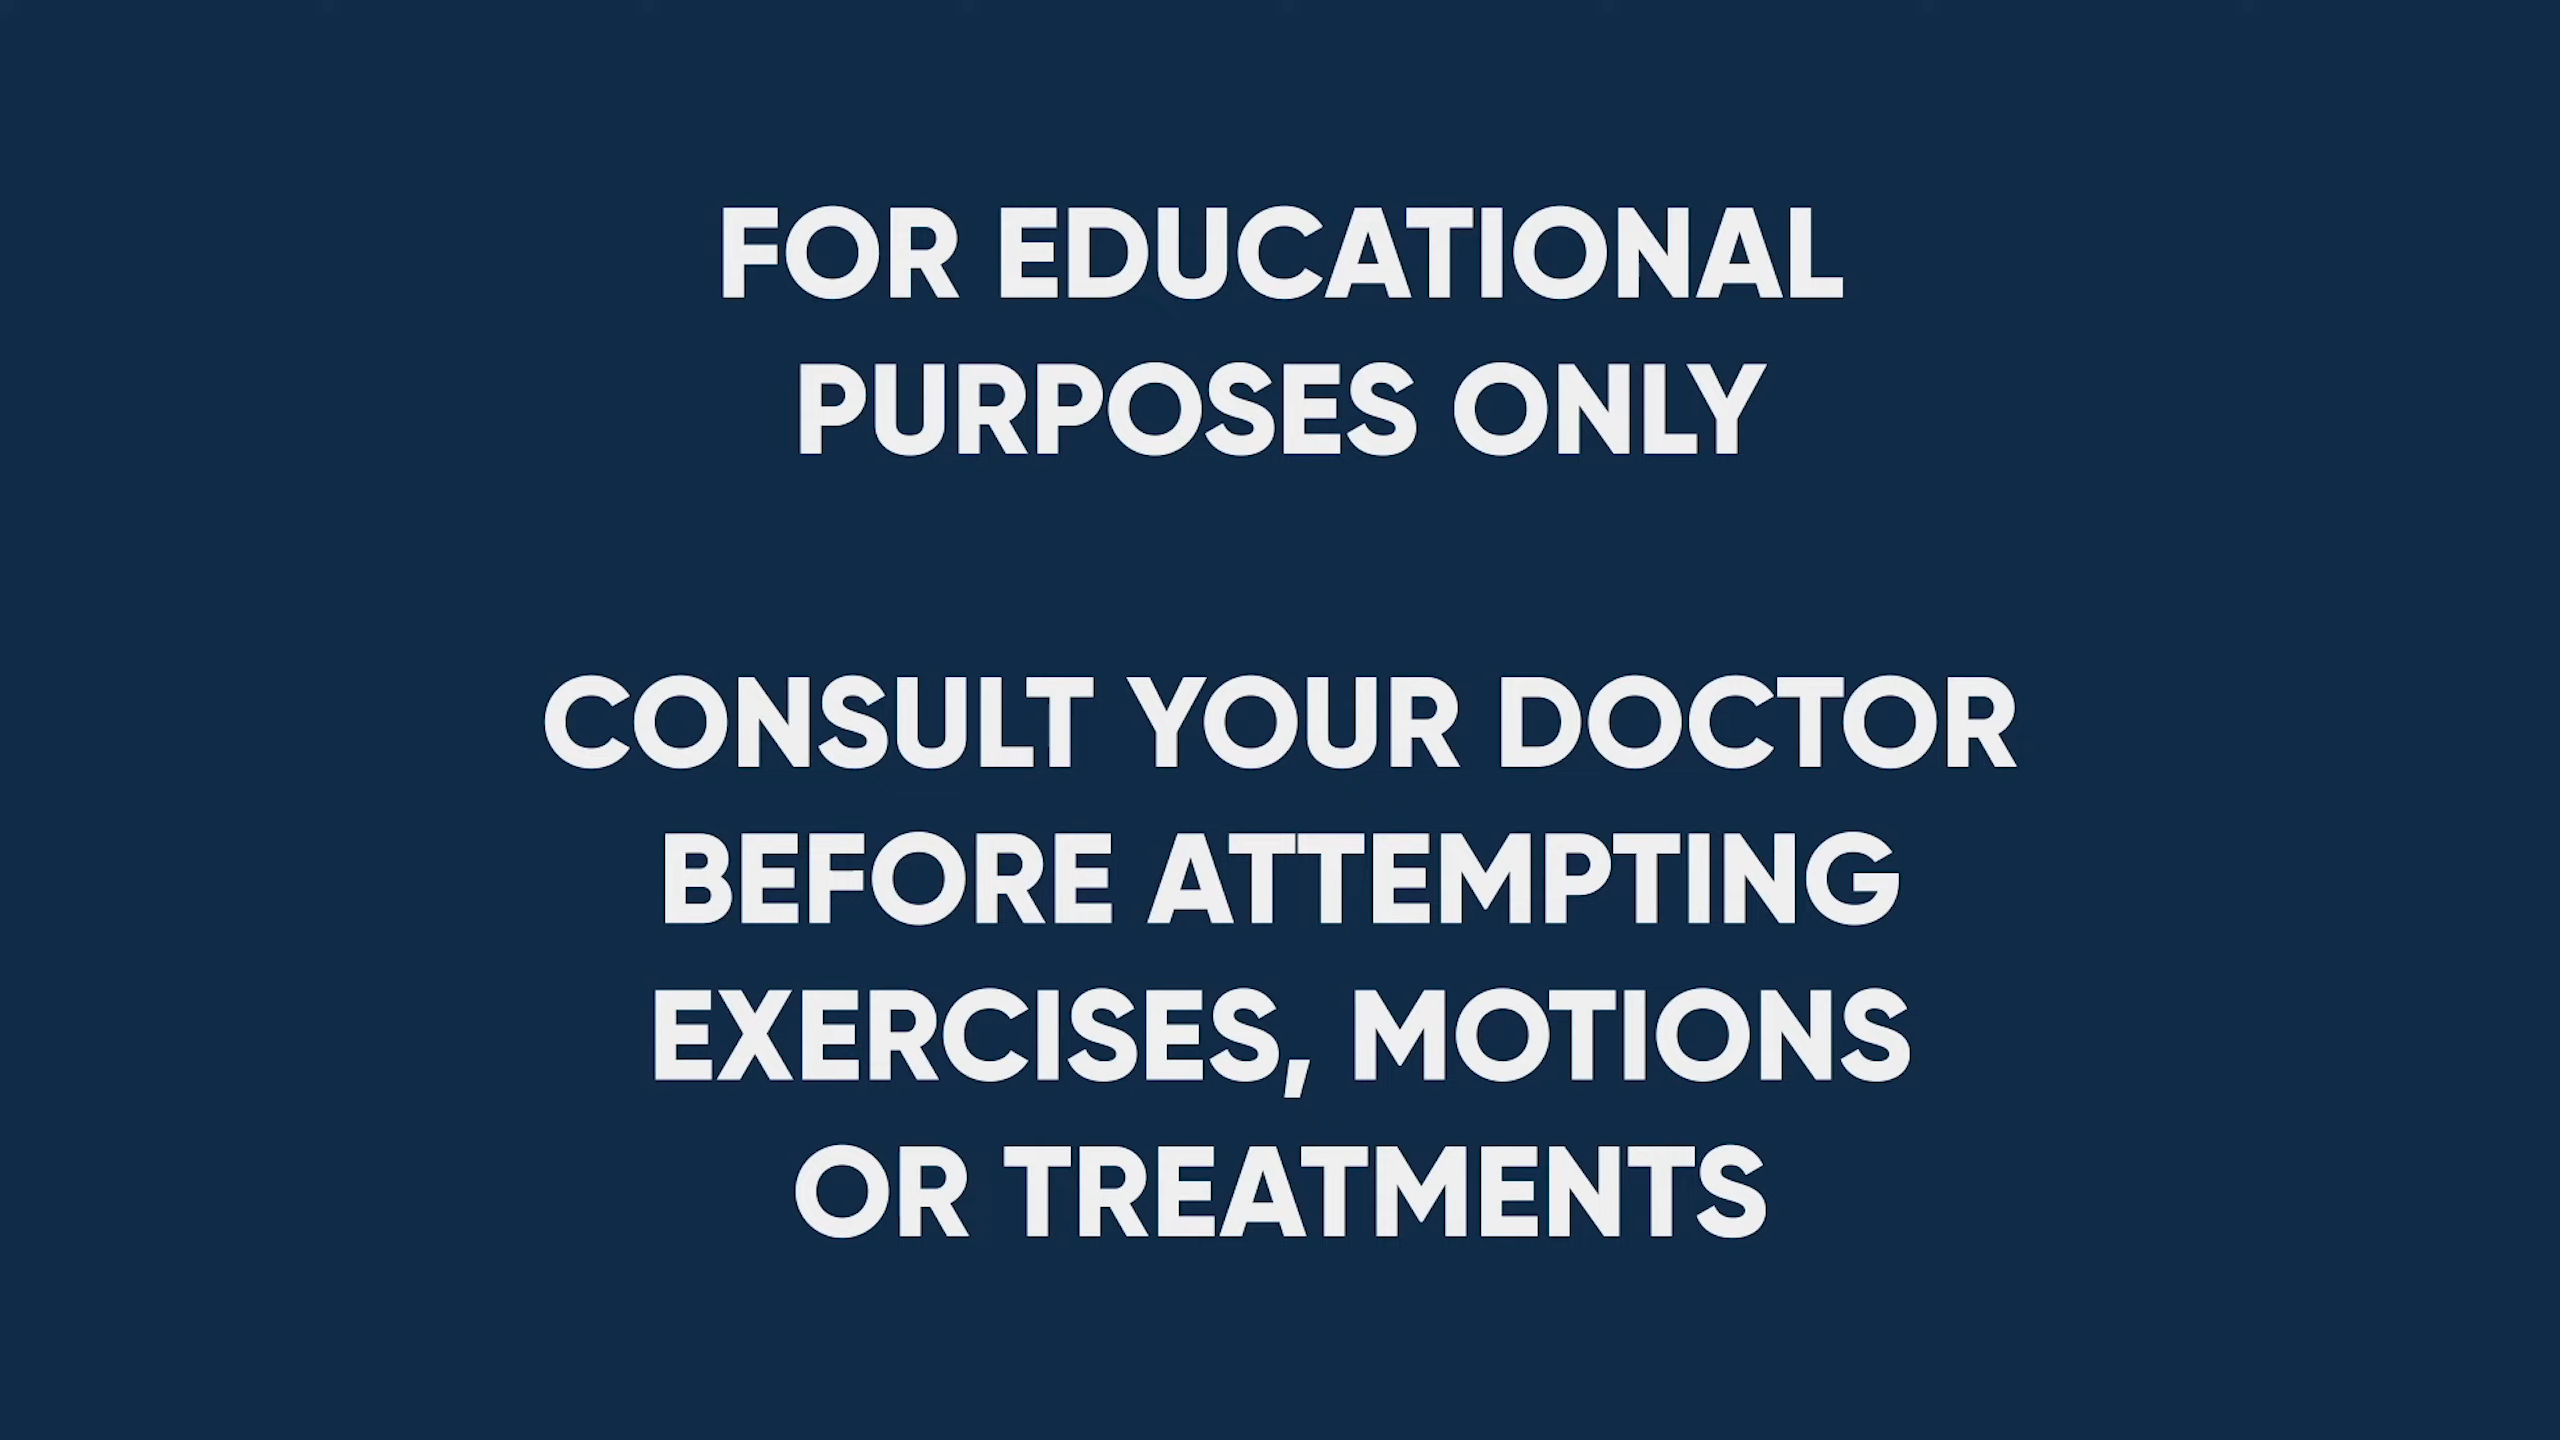 FOR EDUCATIONAL
PURPOSES ONLY
CONSULT YOUR DOCTOR
BEFORE ATTEMPTING
EXERCISES, MOTIONS
OR TREATMENTS